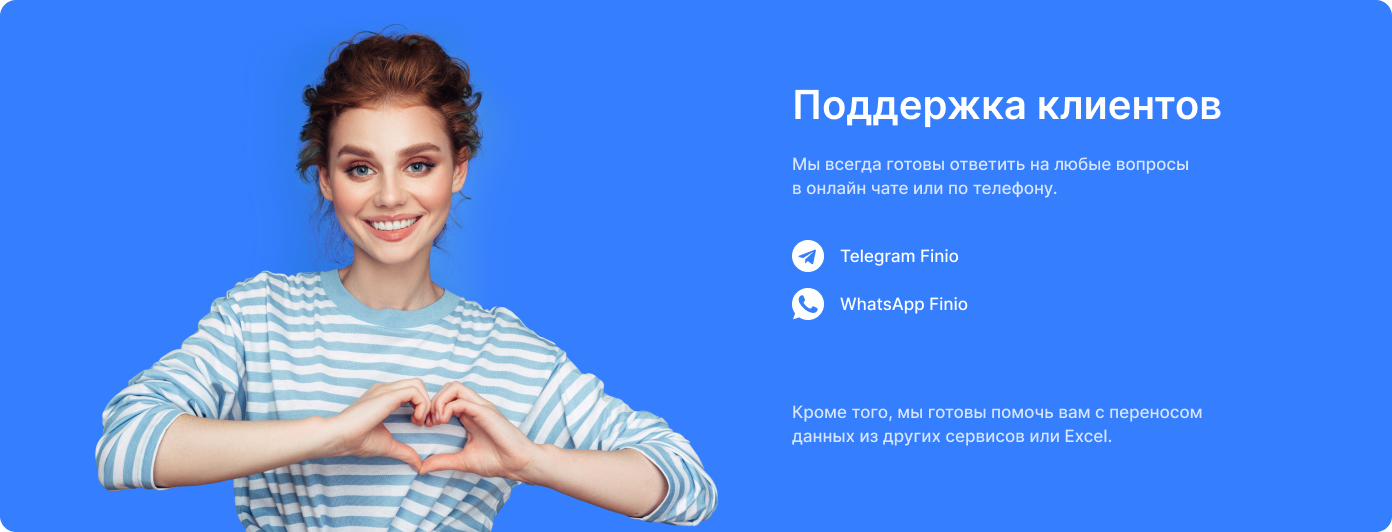 Поддержка клиентов
Мы всегда готовы ответить на любые вопросы
в онлайн чате или по телефону.
Telegram Finio
WhatsApp Finio
Кроме того, мы готовы помочь вам с переносом
данных из других сервисов или Excel.